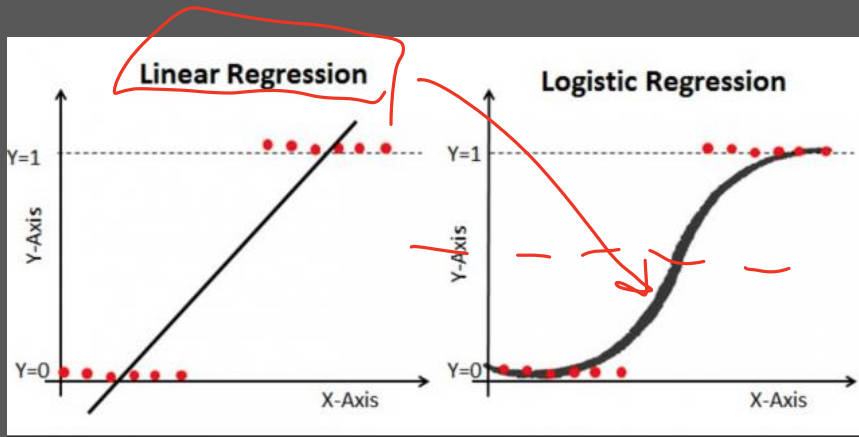 Linear Regression
Y=1
Y-Axis
Y=0
X-Axis
Logistic Regression
Y=1
Y-Axis
Y=0
X-Axis